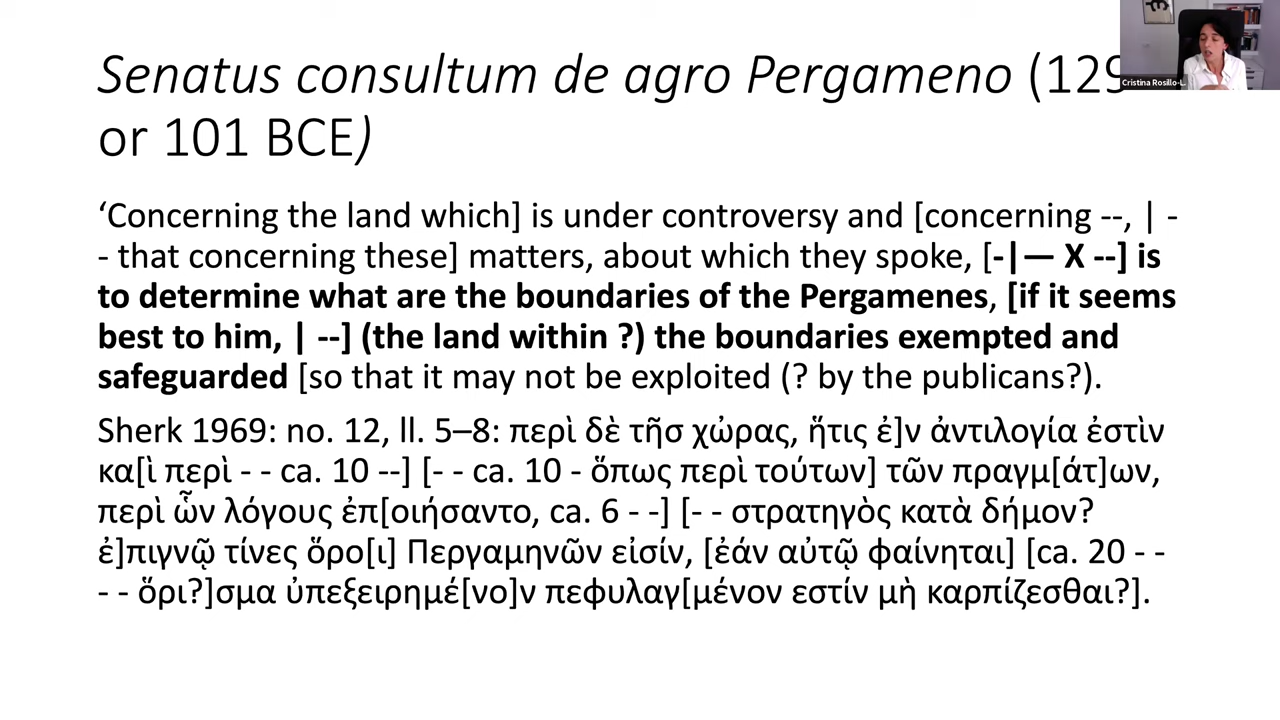 Senatus consultum de agro Pergameno (129
or 101 BCE)
Cristina Rosillo-L...
‘Concerning the land which] is under controversy and [concerning --, | -
- that concerning these] matters, about which they spoke, [-|— X --] is
to determine what are the boundaries of the Pergamenes, [if it seems
best to him, | --] (the land within ?) the boundaries exempted and
safeguarded [so that it may not be exploited (? by the publicans?).
Sherk 1969: no. 12, ll. 5–8: περὶ δὲ τῆσ χὠρας, ἥτις ἐ]ν ἀντιλογία ἐστὶν
κα[ὶ περὶ - - ca. 10 --] [- - ca. 10 - ὅπως περὶ τούτων] τῶν πραγμ[άτ]ων,
περὶ ὧν λόγους ἐπ[οιήσαντο, ca. 6 - -] [- - στρατηγὸς κατὰ δήμον?
ἐ]πιγνῷ τίνες ὅρο[ι] Περγαμηνῶν εἰσίν, [ἐάν αὐτῷ φαίνηται] [ca. 20 - -
- - ὅρι?]σμα ὑπεξειρημέ[νο]ν πεφυλαγ[μένον εστίν μὴ καρπίζεσθαι?].